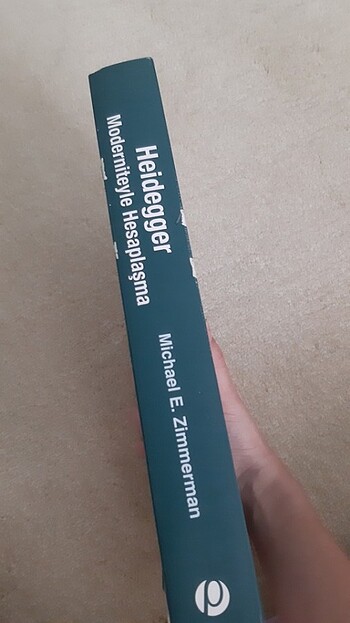 Heidegger
Moderniteyle Hesaplaşma
Michael E. Zimmerman